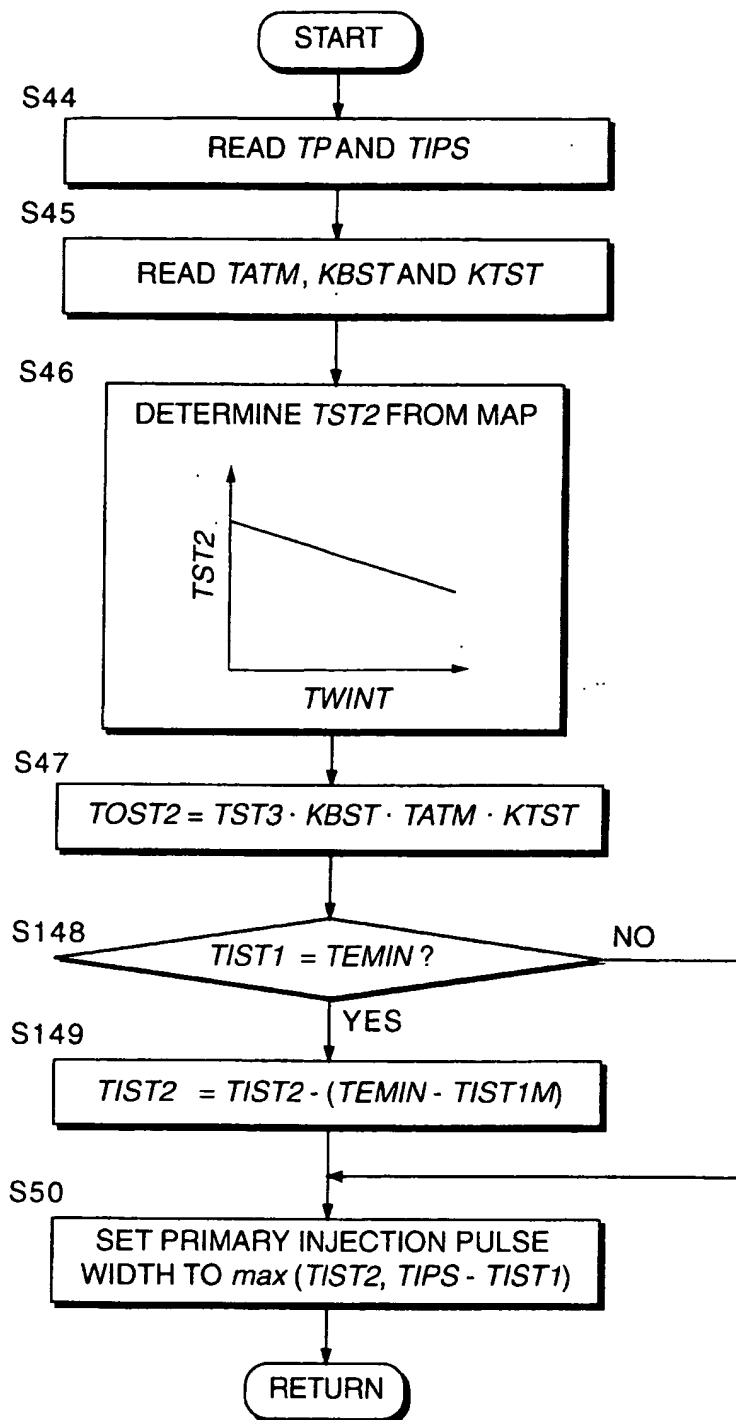 START
S44
READ TP AND TIPS
S45
READ TATM, KBST AND KTST
S46
DETERMINE TST2 FROM MAP
TST2
TWINT
S47
TOST2 = TST3 · KBST · TATM · KTST
S148
TIST1 = TEMIN ?
NO
YES
S149
TIST2 = TIST2 - (TEMIN - TIST1M)
S50
SET PRIMARY INJECTION PULSE
WIDTH TO max (TIST2, TIPS - TIST1)
RETURN